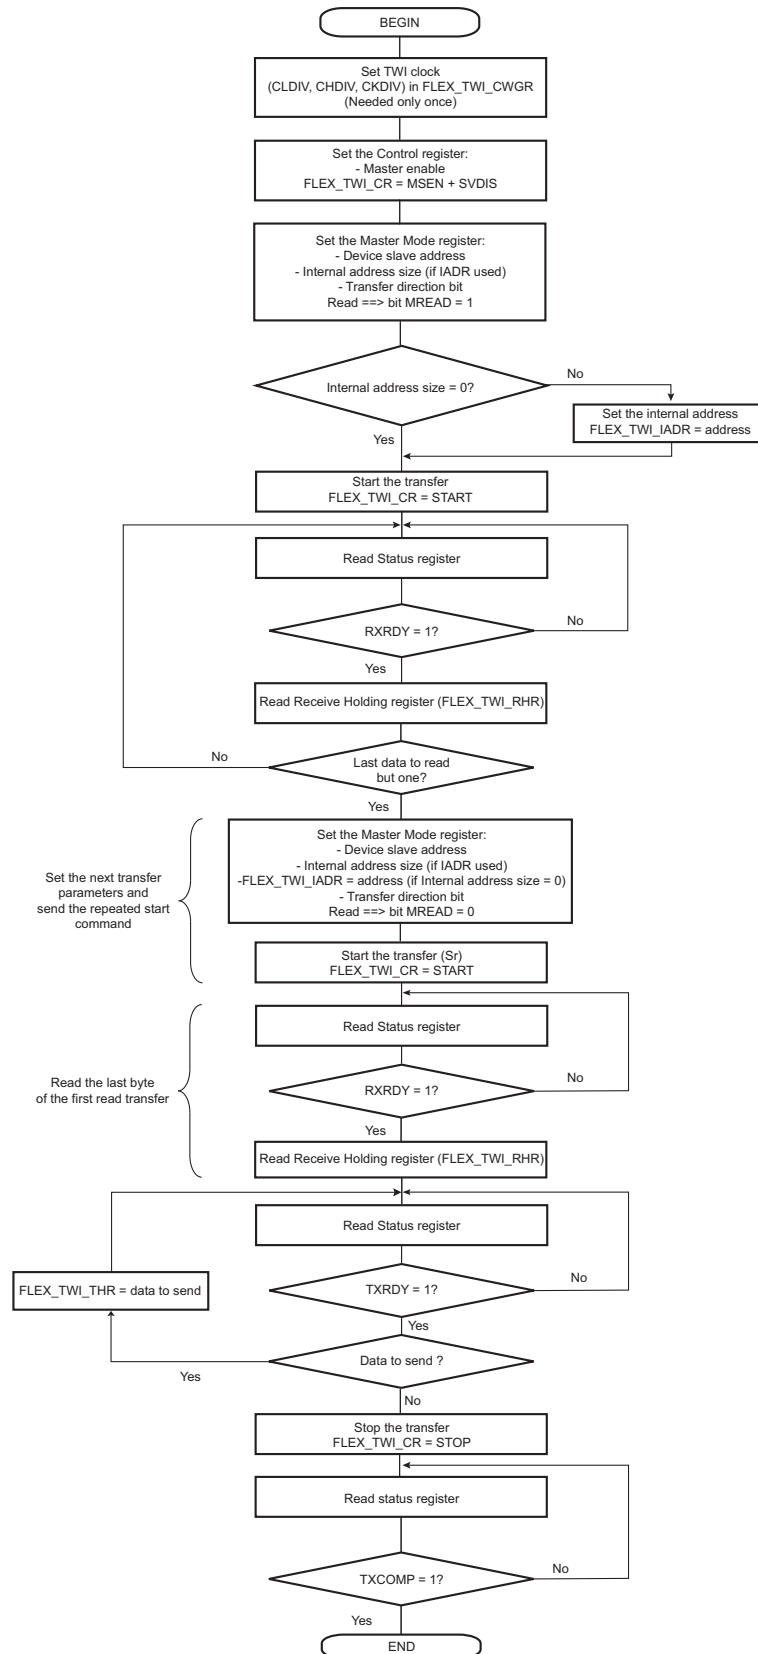 BEGIN
Set TWI clock
(CLDIV, CHDIV, CKDIV) in FLEX_TWI_CWGR
(Needed only once)
Set the Control register:
- Master enable
FLEX_TWI_CR = MSEN + SVDIS
Set the Master Mode register:
- Device slave address
- Internal address size (if IADR used)
- Transfer direction bit
Read ==> bit MREAD = 1
Internal address size = 0?
No
Set the internal address
FLEX_TWI_IADR = address
Yes
Start the transfer
FLEX_TWI_CR = START
Read Status register
RXRDY = 1?
No
Yes
Read Receive Holding register (FLEX_TWI_RHR)
No
Last data to read
but one?
Yes
Set the next transfer
parameters and
send the repeated start
command
Set the Master Mode register:
- Device slave address
- Internal address size (if IADR used)
-FLEX_TWI_IADR = address (if Internal address size = 0)
- Transfer direction bit
Read ==> bit MREAD = 0
Start the transfer (Sr)
FLEX_TWI_CR = START
Read the last byte
of the first read transfer
Read Status register
RXRDY = 1?
No
Yes
Read Receive Holding register (FLEX_TWI_RHR)
Read Status register
FLEX_TWI_THR = data to send
TXRDY = 1?
No
Yes
Data to send ?
Yes
No
Stop the transfer
FLEX_TWI_CR = STOP
Read status register
TXCOMP = 1?
No
Yes
END